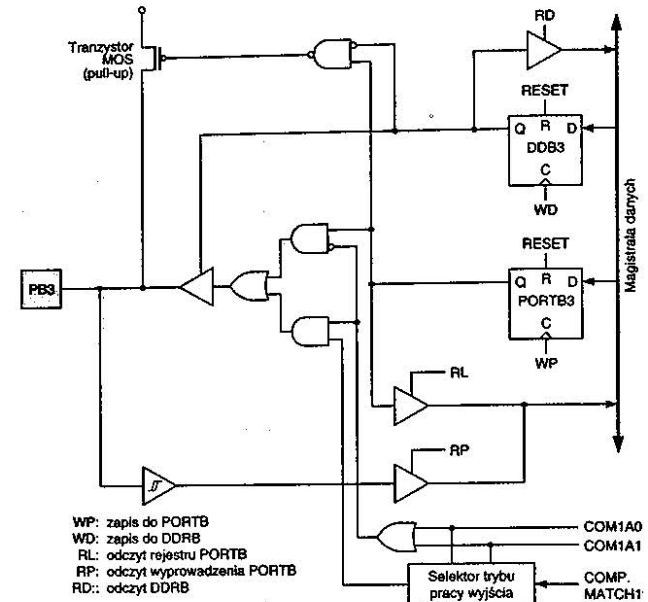 RD
Tranzystor
MOS
(pull-up)
RESET
Q R D
DDB3
C
WD
RESET
Q R D
PORTB3
C
WP
Magistrala danych
PB3
RL
RP
WP: zapis do PORTB
WD: zapis do DDRB
RL: odczyt rejestru PORTB
RP: odczyt wyprowadzenia PORTB
RD:: odczyt DDRB
COM1A0
COM1A1
Selektor trybu
pracy wyjścia
COMP.
MATCH1